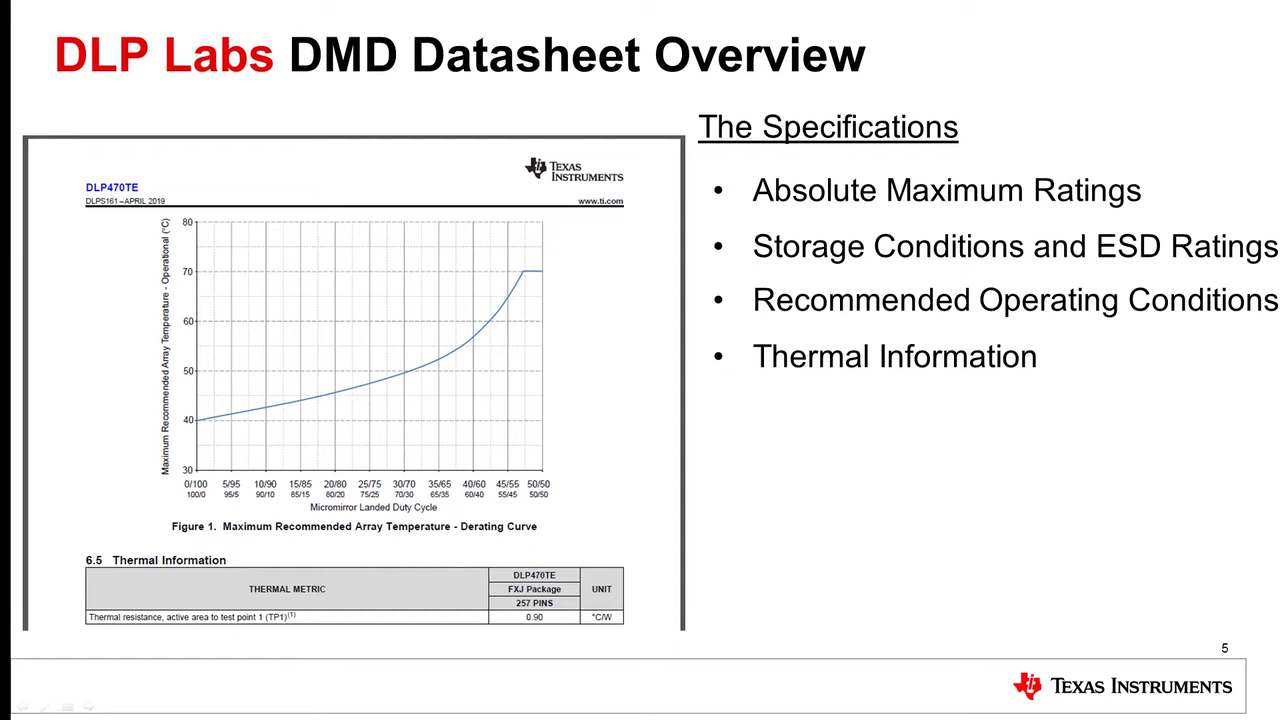 DLP Labs DMD Datasheet Overview
The Specifications
• Absolute Maximum Ratings
• Storage Conditions and ESD Ratings
• Recommended Operating Conditions
• Thermal Information
TEXAS INSTRUMENTS
DLP470TE
DLPS161 –APRIL 2019
www.ti.com
Maximum Recommended Array Temperature - Operational (°C)
80
70
60
50
40
30
0/100 5/95 10/90 15/85 20/80 25/75 30/70 35/65 40/60 45/55 50/50
100/0 95/5 90/10 85/15 80/20 75/25 70/30 65/35 60/40 55/45 50/50
Micromirror Landed Duty Cycle
Figure 1. Maximum Recommended Array Temperature - Derating Curve
6.5 Thermal Information
THERMAL METRIC
DLP470TE
FXJ Package
257 PINS
UNIT
Thermal resistance, active area to test point 1 (TP1)(1) 0.90 °C/W
5
TEXAS INSTRUMENTS